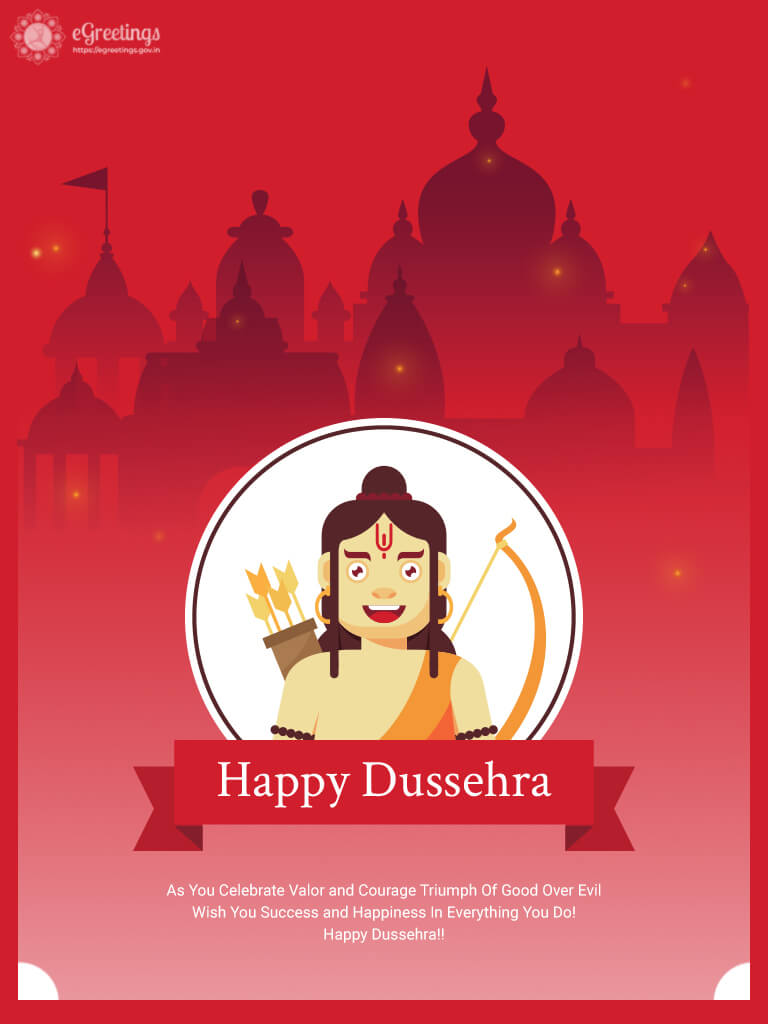 eGreetings
https://egreetings.gov.in
Happy Dussehra
As You Celebrate Valor and Courage Triumph Of Good Over Evil
Wish You Success and Happiness In Everything You Do!
Happy Dussehra!!